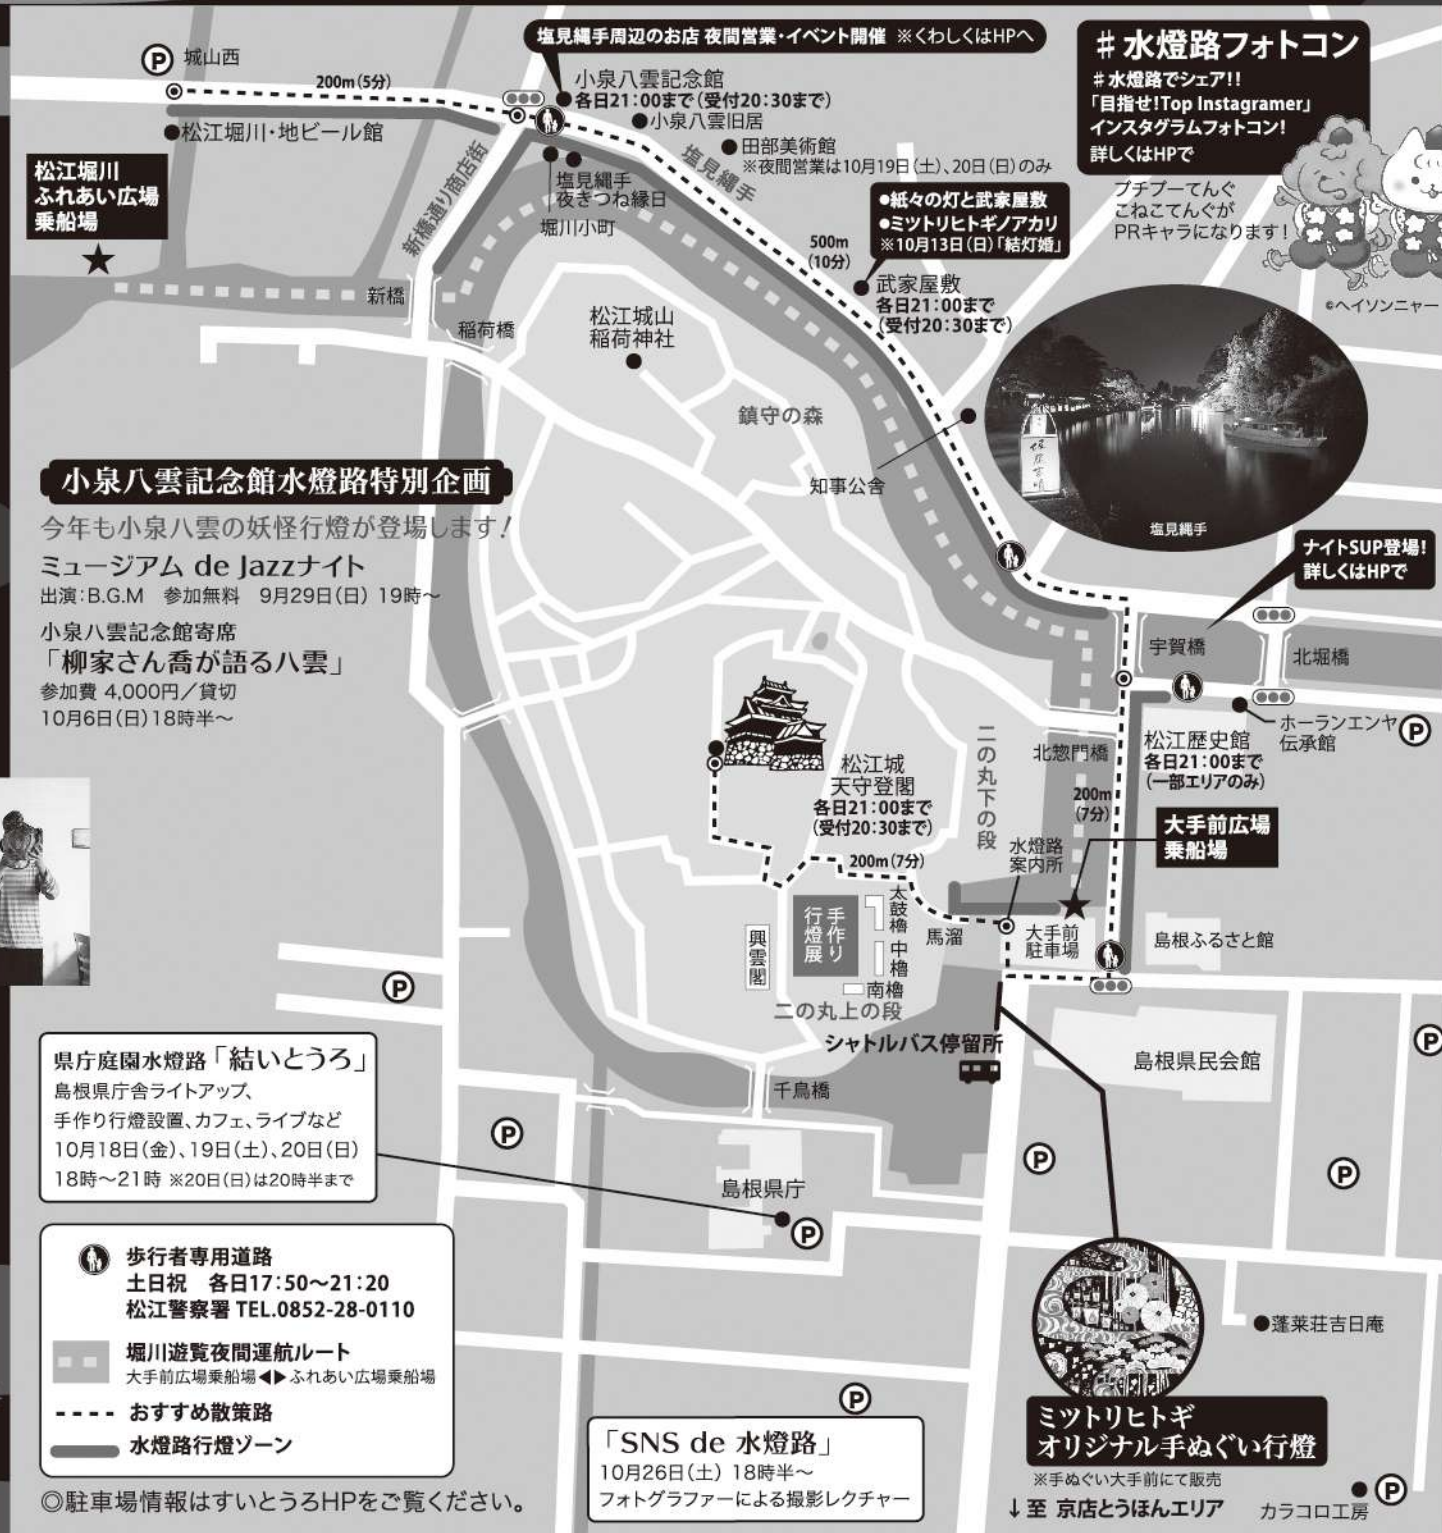 塩見縄手周辺のお店 夜間営業・イベント開催 ※くわしくはHPへ
#水燈路フォトコン
#水燈路でシェア!!
「目指せ!Top Instagramer」
インスタグラムフォトコン!
詳しくはHPで
プチプーてんぐ
こねこてんぐが
PRキャラになります!
©ヘイソンニャー
P 城山西
200m(5分)
小泉八雲記念館
各日21:00まで(受付20:30まで)
●小泉八雲旧居
●松江堀川・地ビール館
●田部美術館
※夜間営業は10月19日(土)、20日(日)のみ
塩見縄手
松江堀川
ふれあい広場
乗船場
新橋通り商店街
塩見縄手
夜きつね縁日
堀川小町
●紙々の灯と武家屋敷
●ミツトリヒトギノアカリ
※10月13日(日)「結灯婚」
500m
(10分)
武家屋敷
各日21:00まで
(受付20:30まで)
新橋
稲荷橋
松江城山
稲荷神社
鎮守の森
知事公舎
塩見縄手
小泉八雲記念館水燈路特別企画
今年も小泉八雲の妖怪行燈が登場します!
ミュージアム de Jazzナイト
出演:B.G.M 参加無料 9月29日(日) 19時～
小泉八雲記念館寄席
「柳家さん喬が語る八雲」
参加費 4,000円/貸切
10月6日(日)18時半～
ナイトSUP登場!
詳しくはHPで
宇賀橋
北堀橋
ホーランエンヤ
伝承館
P
北惣門橋
松江歴史館
各日21:00まで
(一部エリアのみ)
200m
(7分)
二の丸下の段
松江城
天守登閣
各日21:00まで
(受付20:30まで)
大手前広場
乗船場
水燈路
案内所
200m(7分)
太鼓櫓
手作り
行燈展
中櫓
南櫓
興雲閣
馬溜
大手前
駐車場
島根ふるさと館
二の丸上の段
シャトルバス停留所
島根県民会館
千鳥橋
P
P
P
P
P
県庁庭園水燈路「結いとうろ」
島根県庁舎ライトアップ、
手作り行燈設置、カフェ、ライブなど
10月18日(金)、19日(土)、20日(日)
18時～21時 ※20日(日)は20時半まで
島根県庁
P
歩行者専用道路
土日祝 各日17:50～21:20
松江警察署 TEL.0852-28-0110
堀川遊覧夜間運航ルート
大手前広場乗船場◀▶ふれあい広場乗船場
おすすめ散策路
水燈路行燈ゾーン
◎駐車場情報はすいとうろHPをご覧ください。
P
「SNS de 水燈路」
10月26日(土) 18時半～
フォトグラファーによる撮影レクチャー
●蓬莱荘吉日庵
ミツトリヒトギ
オリジナル手ぬぐい行燈
※手ぬぐい大手前にて販売
↓至 京店とうほんエリア
カラコロ工房
P